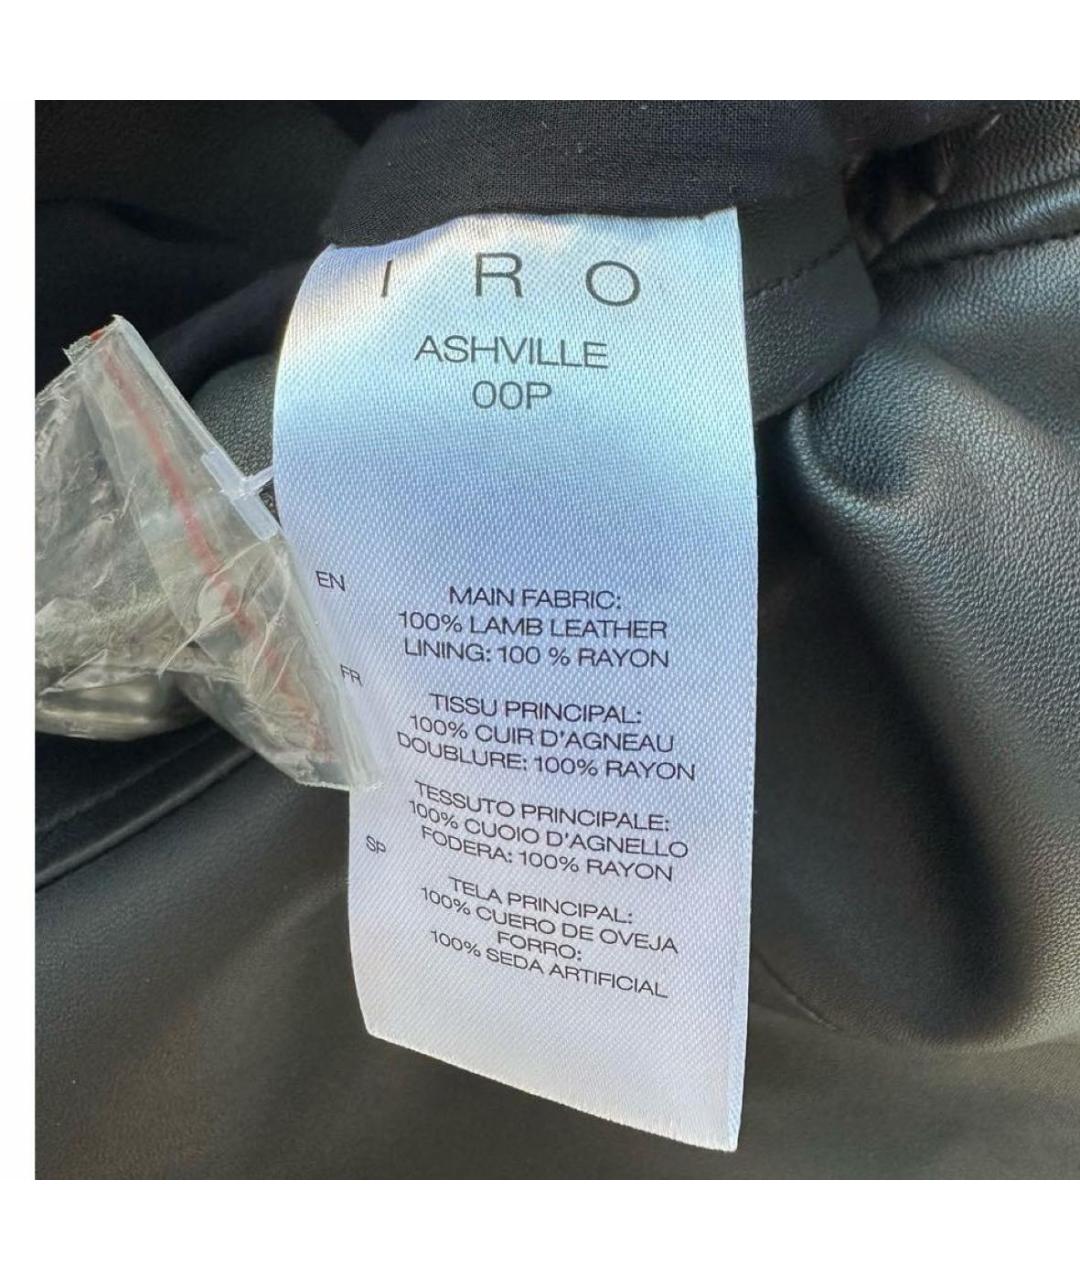 I R O
ASHVILLE
00P
EN
MAIN FABRIC:
100% LAMB LEATHER
LINING: 100 % RAYON
FR
TISSU PRINCIPAL:
100% CUIR D'AGNEAU
DOUBLURE: 100% RAYON
TESSUTO PRINCIPALE:
100% CUOIO D'AGNELLO
FODERA: 100% RAYON
SP
TELA PRINCIPAL:
100% CUERO DE OVEJA
FORRO:
100% SEDA ARTIFICIAL